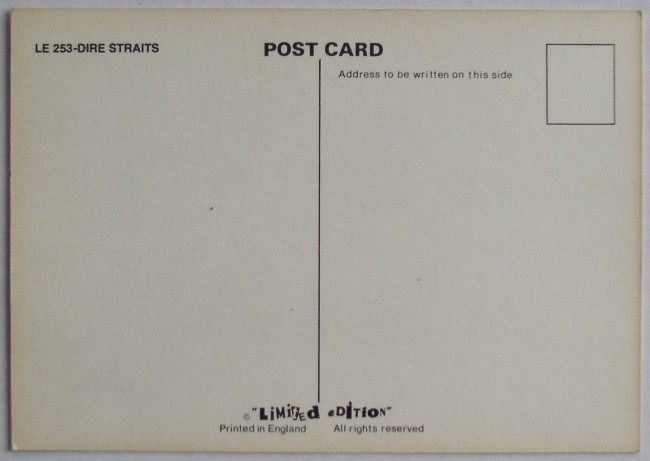 LE 253-DIRE STRAITS
POST CARD
Address to be written on this side
© "LiMiTEd eDITION"
Printed in England All rights reserved